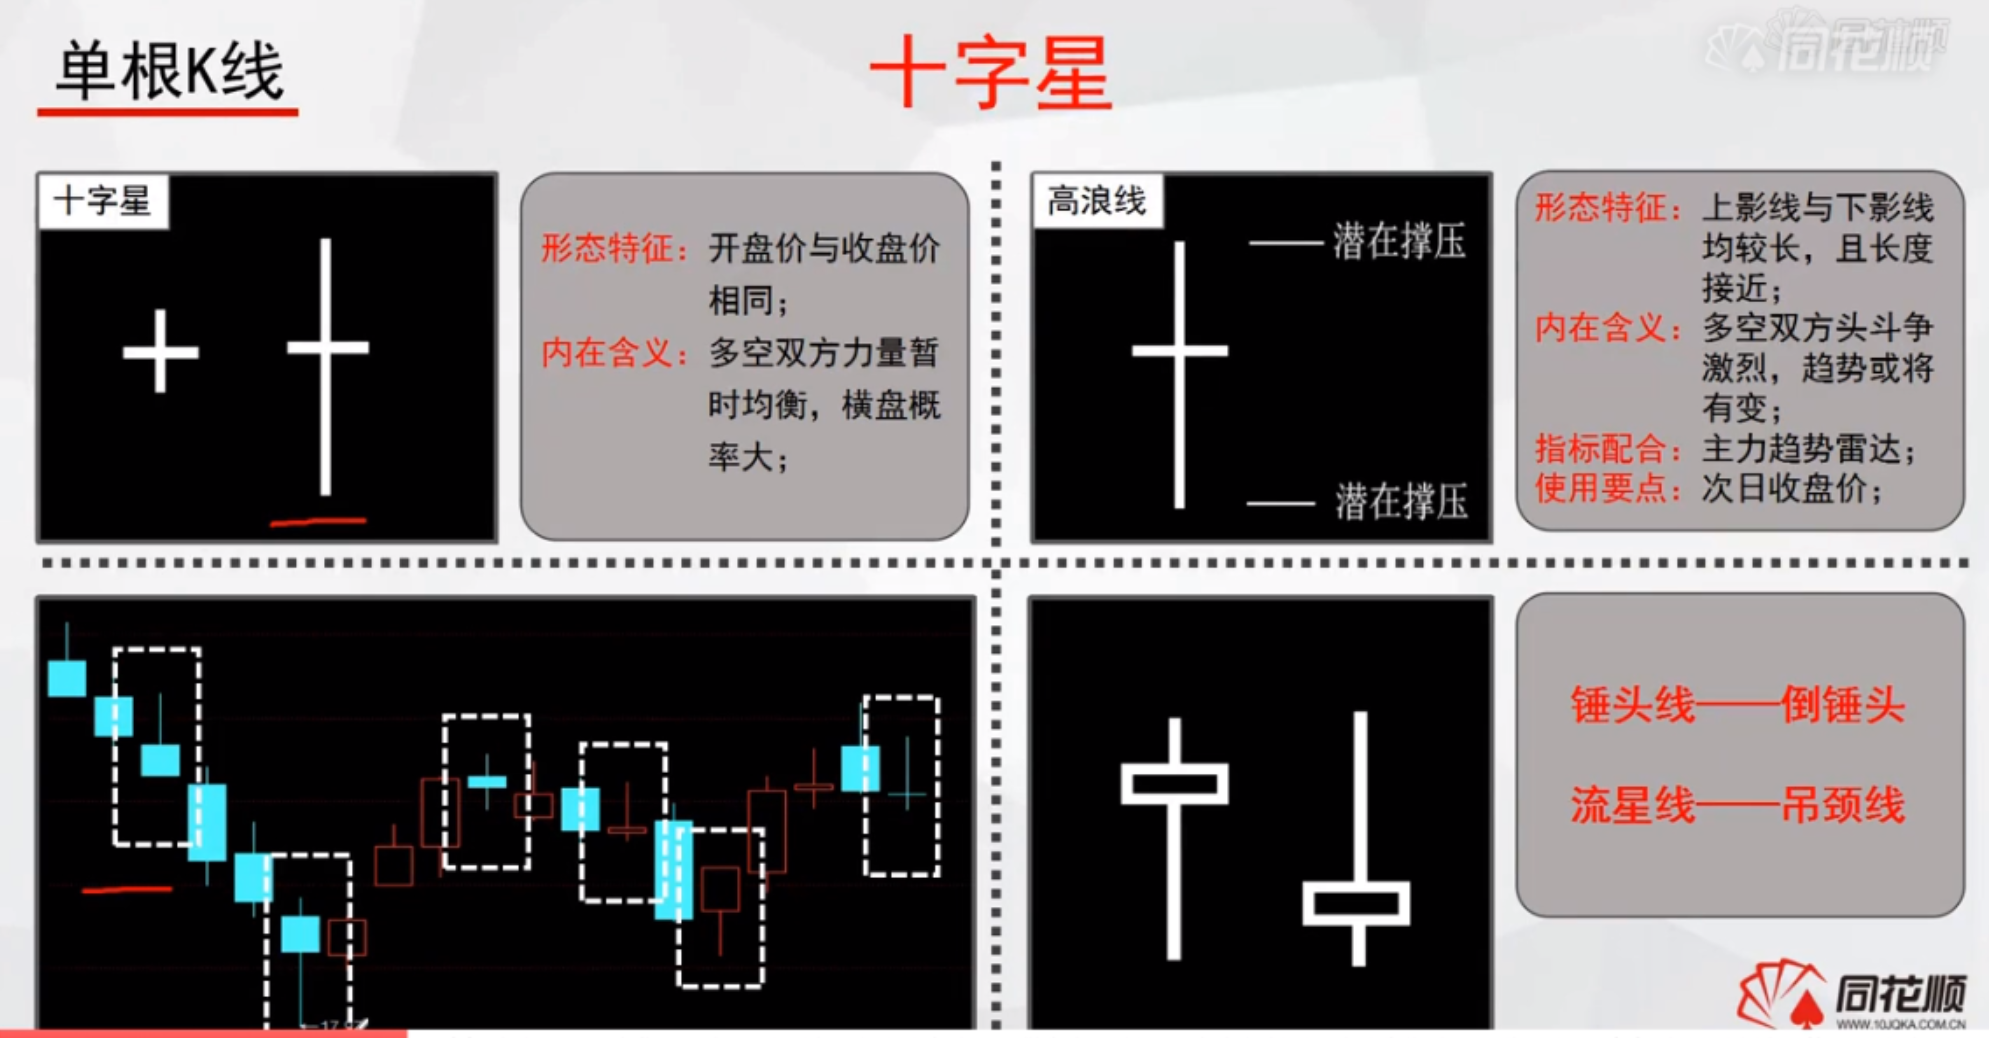 单根K线
十字星
同花顺
十字星
形态特征：开盘价与收盘价
相同；
内在含义：多空双方力量暂
时均衡，横盘概
率大；
高浪线
潜在撑压
潜在撑压
形态特征：上影线与下影线
均较长，且长度
接近；
内在含义：多空双方头斗争
激烈，趋势或将
有变；
指标配合：主力趋势雷达；
使用要点：次日收盘价；
锤头线——倒锤头
流星线——吊颈线
同花顺
WWW.10JQKA.COM.CN